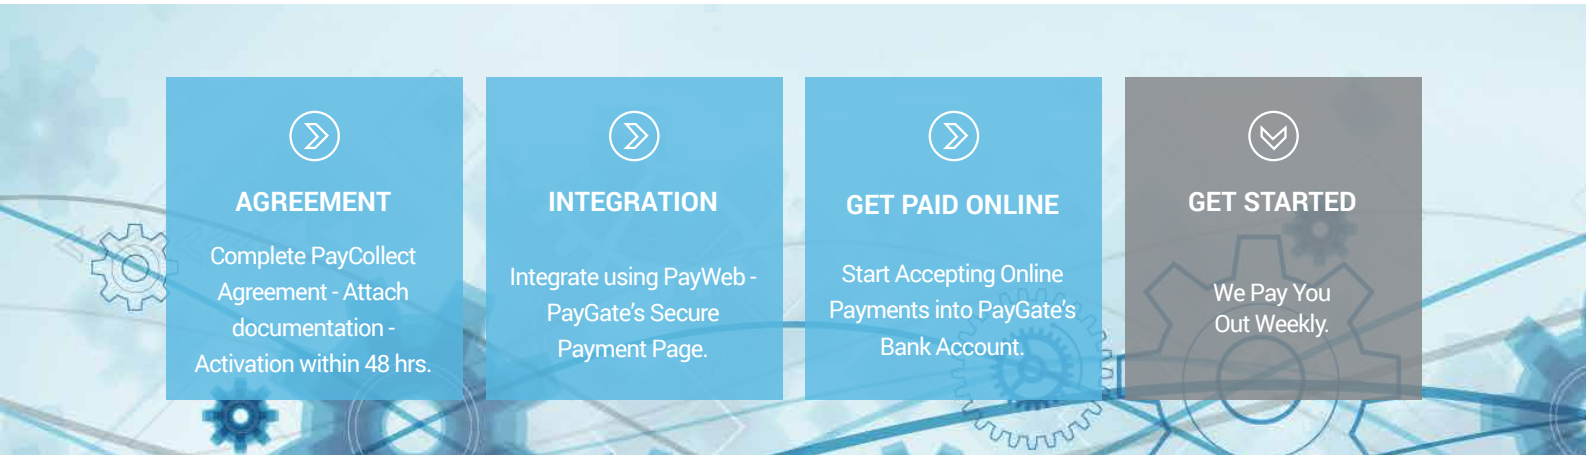 AGREEMENT
Complete PayCollect
Agreement - Attach
documentation -
Activation within 48 hrs.
INTEGRATION
Integrate using PayWeb -
PayGate's Secure
Payment Page.
GET PAID ONLINE
Start Accepting Online
Payments into PayGate's
Bank Account.
GET STARTED
We Pay You
Out Weekly.